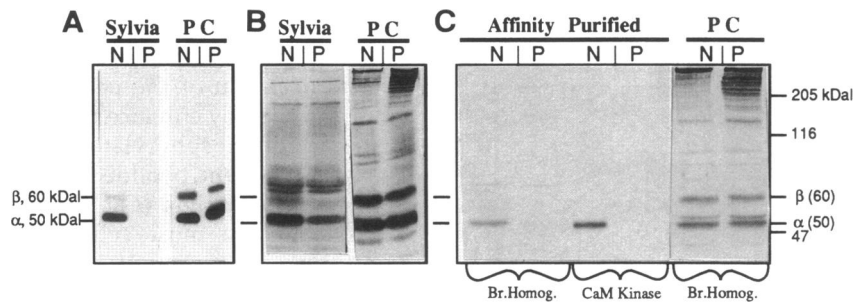 A Sylvia P C B Sylvia P C C Affinity Purified P C
N P N P N P N P N P N P N P
205 kDal
116
β, 60 kDal β (60)
α, 50 kDal α (50)
47
Br.Homog. CaM Kinase Br.Homog.